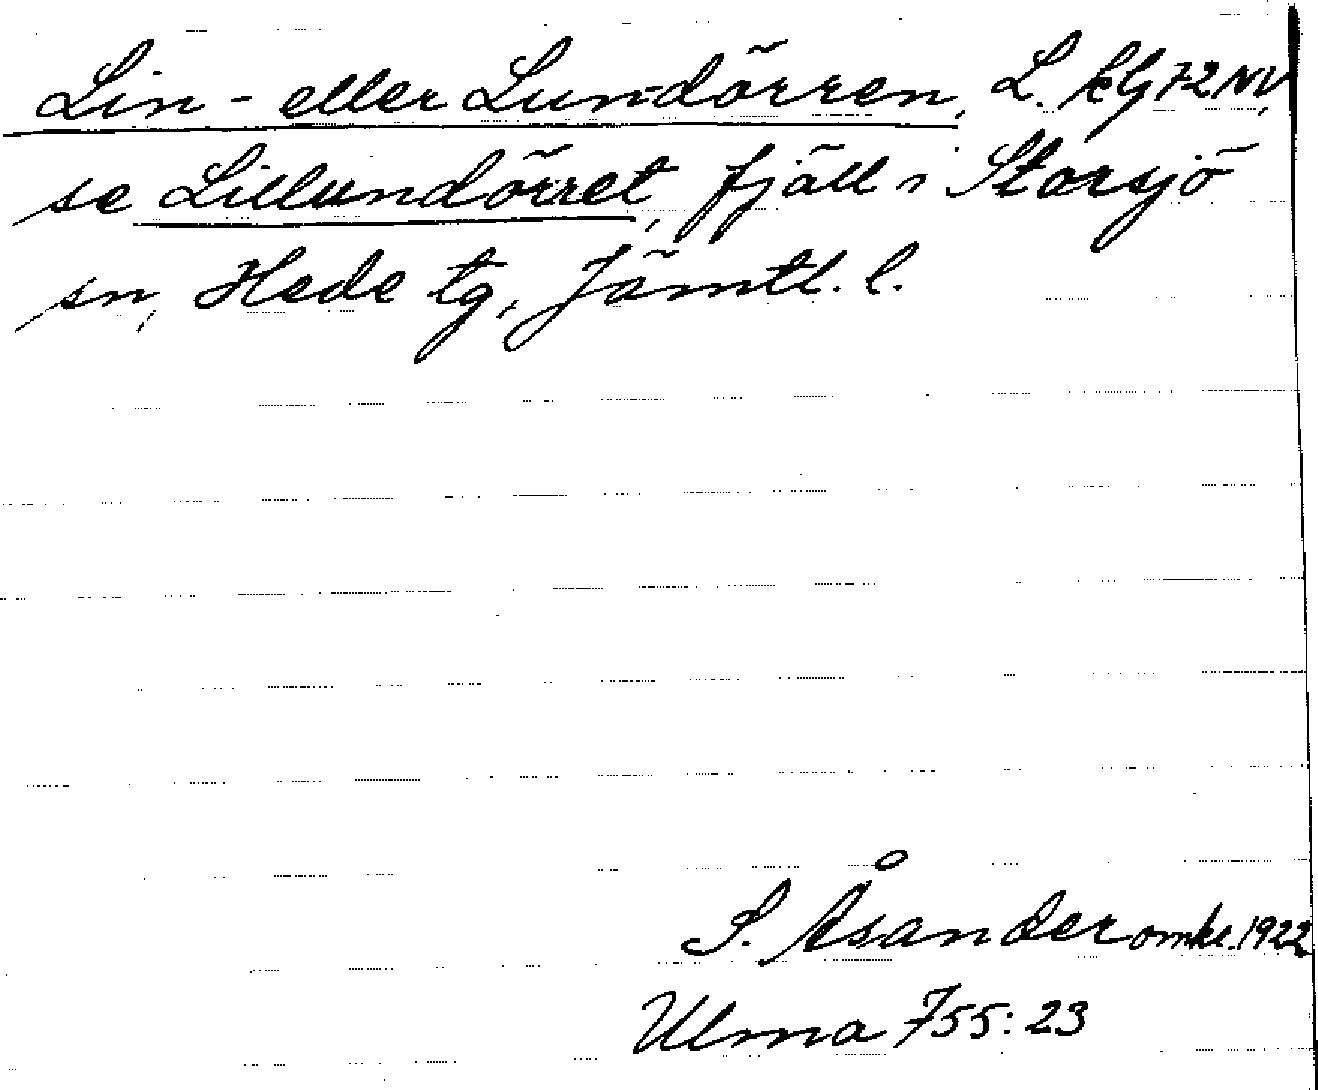 Lin- eller Lundörren, L. kG 72 NV,
se Lillundörret, fjäll i Storsjö
sn, Hede tg, Jämtl. l.
S. Åsander omkr. 1922
Ulma 755:23